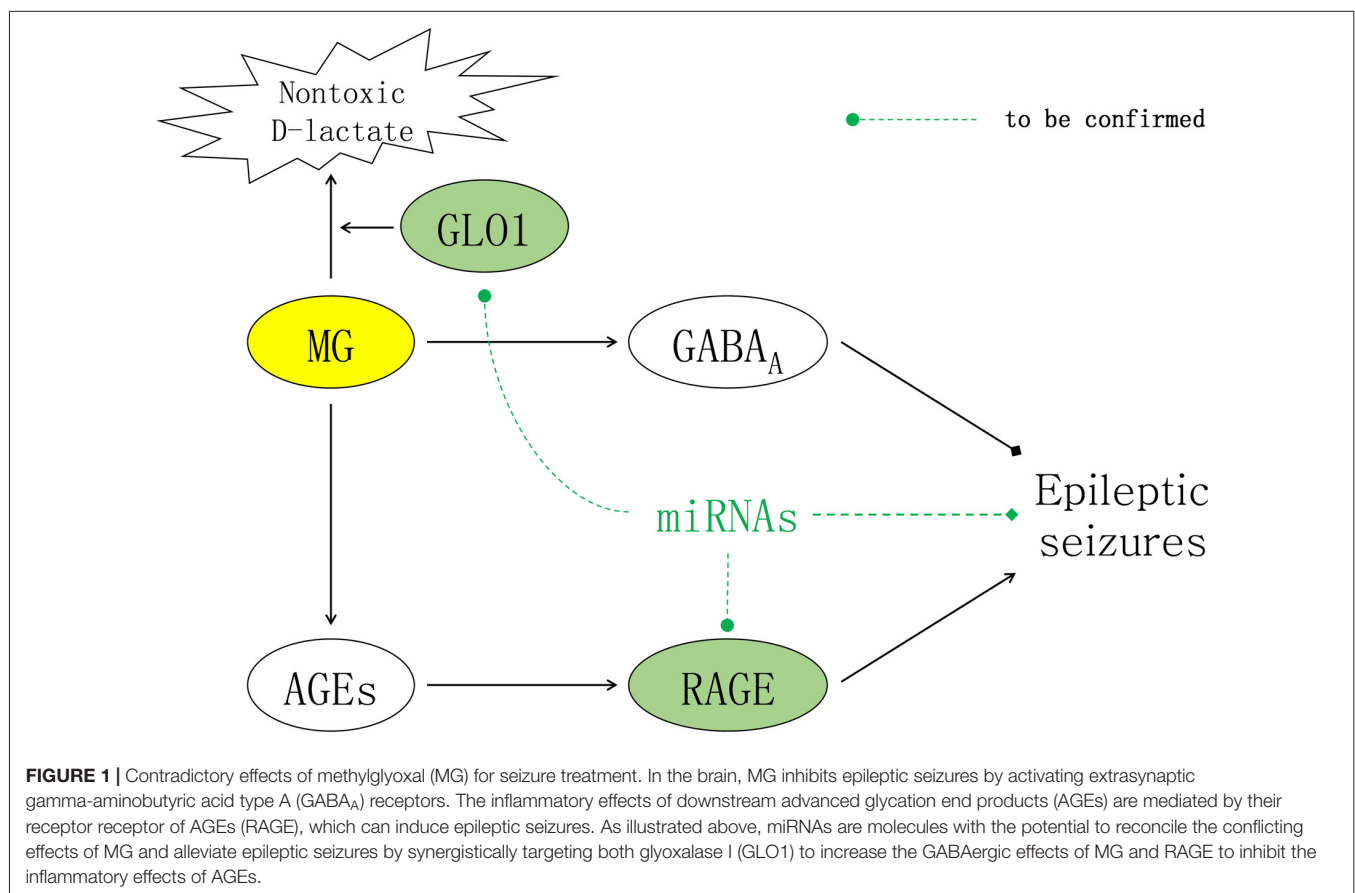 Nontoxic
D-lactate
to be confirmed
GLO1
MG
GABAA
miRNAs
Epileptic
seizures
AGEs
RAGE
FIGURE 1 | Contradictory effects of methylglyoxal (MG) for seizure treatment. In the brain, MG inhibits epileptic seizures by activating extrasynaptic
gamma-aminobutyric acid type A (GABAA) receptors. The inflammatory effects of downstream advanced glycation end products (AGEs) are mediated by their
receptor receptor of AGEs (RAGE), which can induce epileptic seizures. As illustrated above, miRNAs are molecules with the potential to reconcile the conflicting
effects of MG and alleviate epileptic seizures by synergistically targeting both glyoxalase I (GLO1) to increase the GABAergic effects of MG and RAGE to inhibit the
inflammatory effects of AGEs.